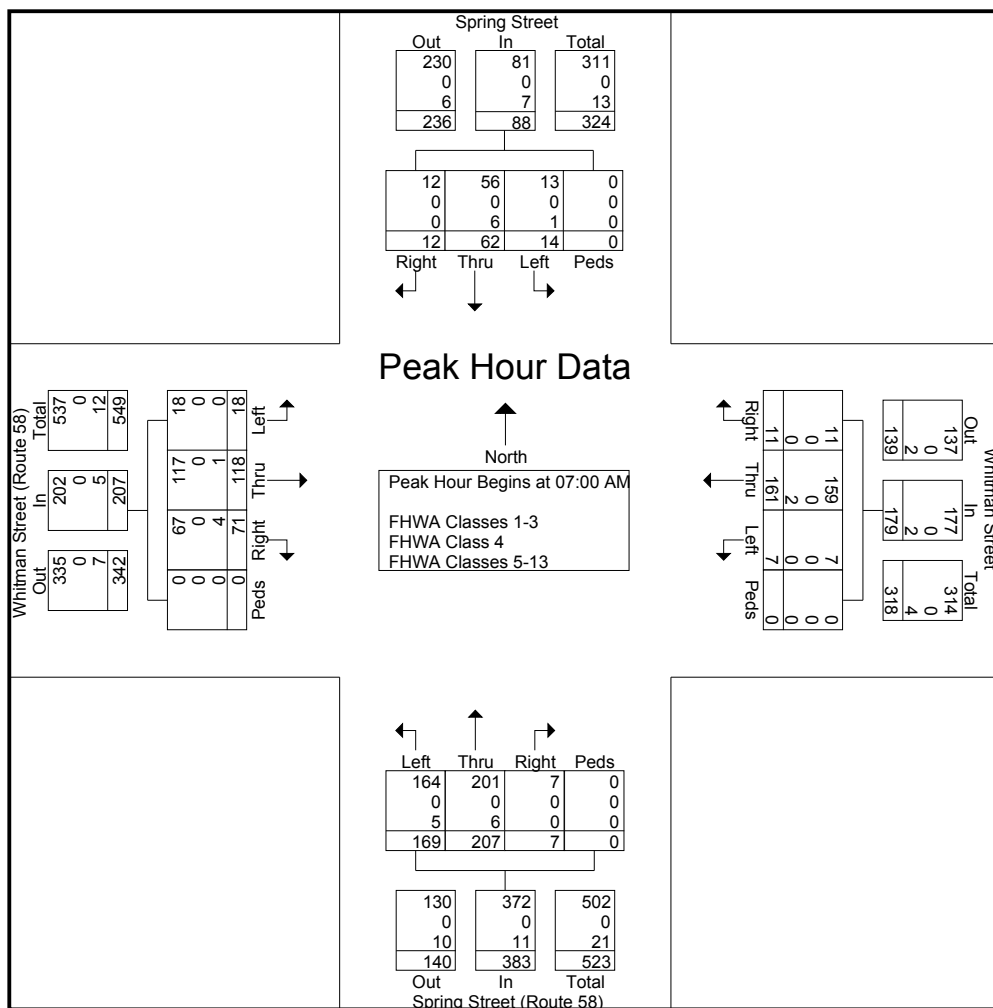 Spring Street
Out In Total
230 81 311
0 0 0
6 7 13
236 88 324
12 56 13 0
0 0 0 0
0 6 1 0
12 62 14 0
Right Thru Left Peds
Peak Hour Data
North
Peak Hour Begins at 07:00 AM
FHWA Classes 1-3
FHWA Class 4
FHWA Classes 5-13
Whitman Street (Route 58)
Out In Total
335 202 537
0 0 0
7 5 12
342 207 549
Peds Right Thru Left
0 67 117 18
0 0 0 0
0 4 1 0
0 71 118 18
Whitman Street
Out In Total
137 177 314
0 0 0
2 2 4
139 179 318
Right Thru Left Peds
11 159 7 0
0 0 0 0
0 2 0 0
11 161 7 0
Left Thru Right Peds
164 201 7 0
0 0 0 0
5 6 0 0
169 207 7 0
130 372 502
0 0 0
10 11 21
140 383 523
Out In Total
Spring Street (Route 58)